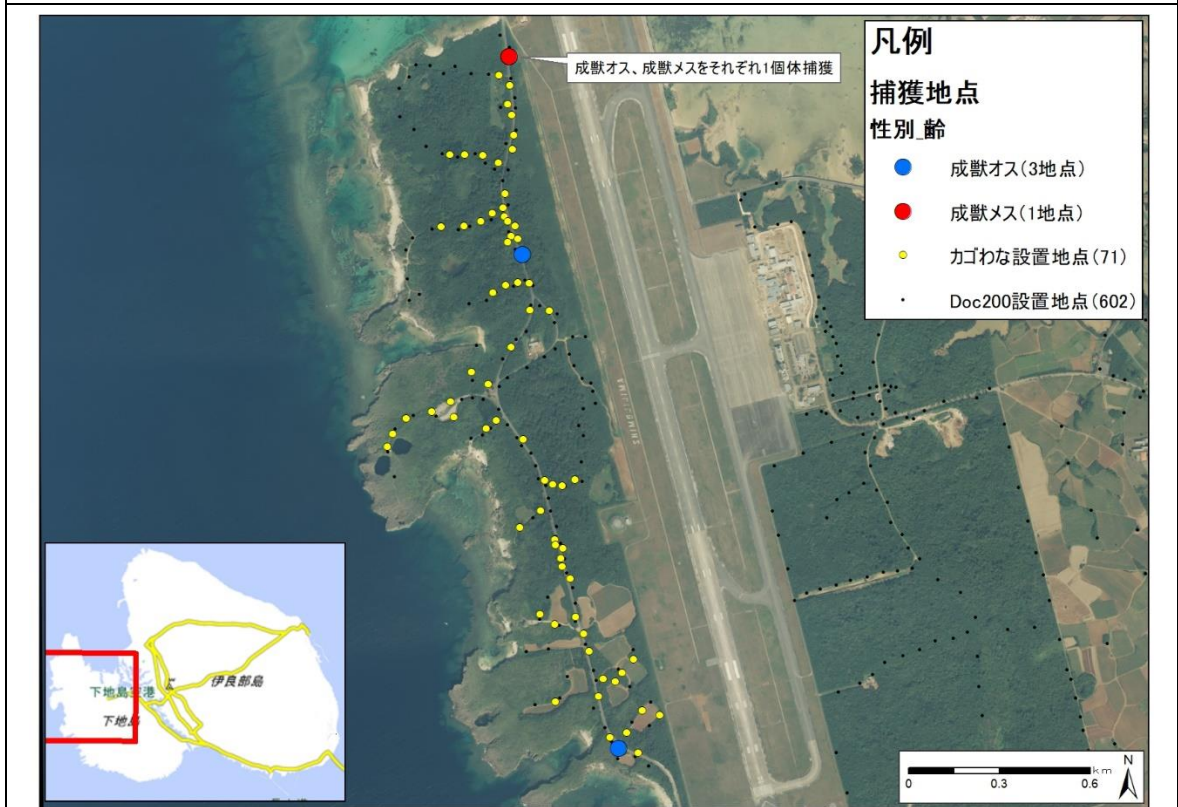 成獣オス、成獣メスをそれぞれ1個体捕獲
凡例
捕獲地点
性別_齢
成獣オス(3地点)
成獣メス(1地点)
カゴわな設置地点(71)
Doc200設置地点(602)
SHIMOJIJIMA
伊良部島
下地島空港
下地島
km
N
0 0.3 0.6